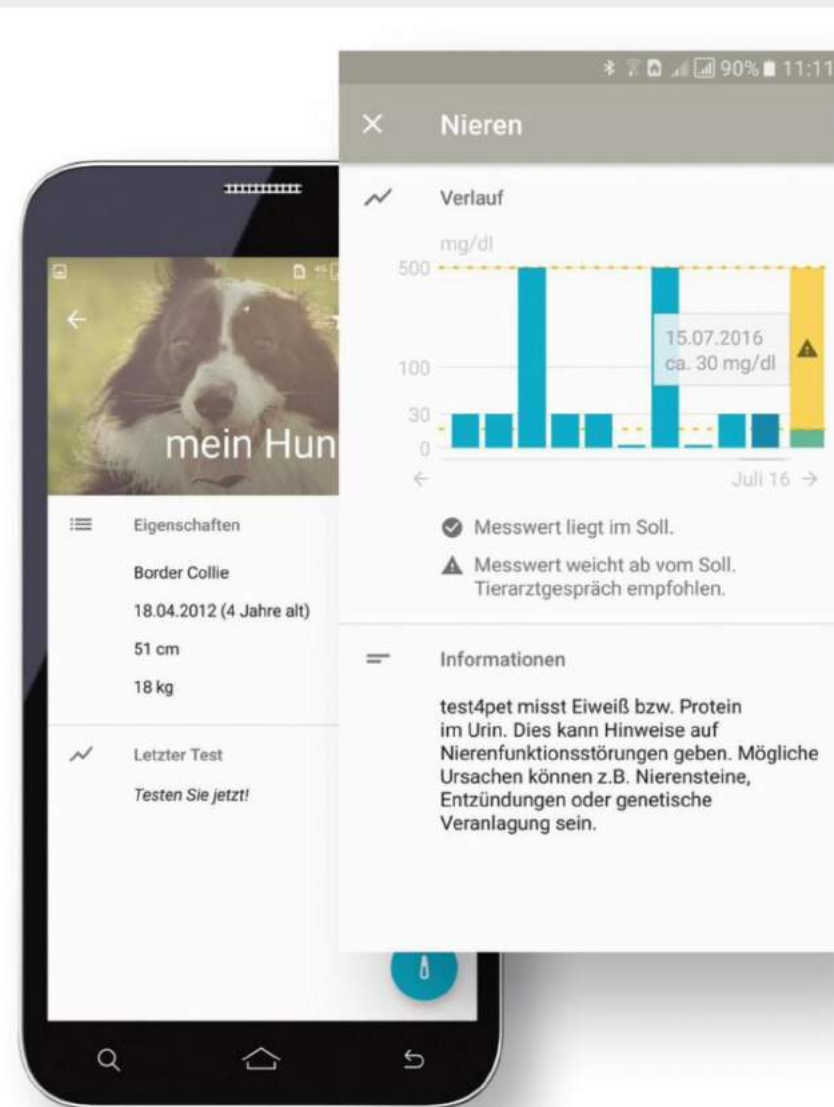 90% 11:11
Nieren
Verlauf
mg/dl
500
15.07.2016
ca. 30 mg/dl
100
30
0
Juli 16
Messwert liegt im Soll.
Messwert weicht ab vom Soll.
Tierarztgespräch empfohlen.
Informationen
test4pet misst Eiweiß bzw. Protein
im Urin. Dies kann Hinweise auf
Nierenfunktionsstörungen geben. Mögliche
Ursachen können z.B. Nierensteine,
Entzündungen oder genetische
Veranlagung sein.
mein Hun
Eigenschaften
Border Collie
18.04.2012 (4 Jahre alt)
51 cm
18 kg
Letzter Test
Testen Sie jetzt!